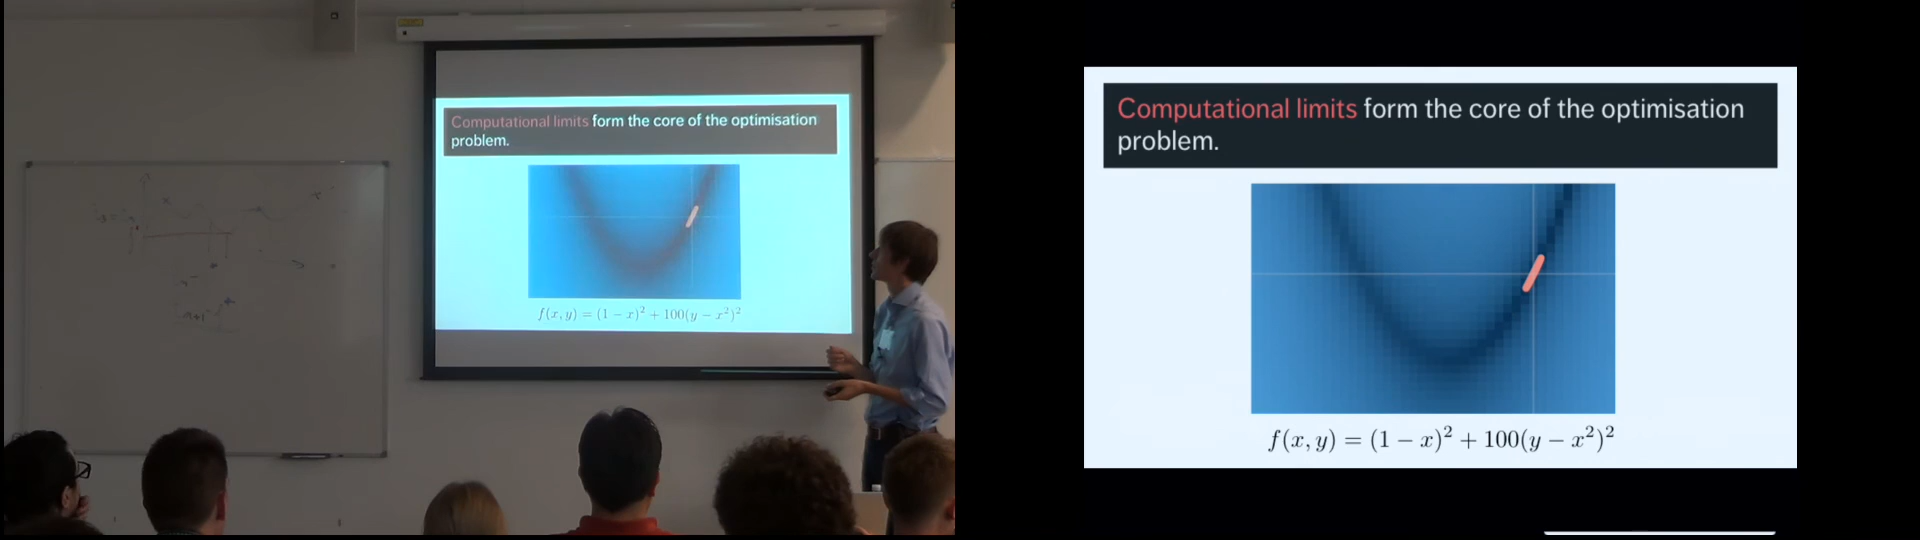 Computational limits form the core of the optimisation
problem.
f(x, y) = (1 − x)² + 100(y − x²)²
Computational limits form the core of the optimisation
problem.
f(x, y) = (1 − x)² + 100(y − x²)²